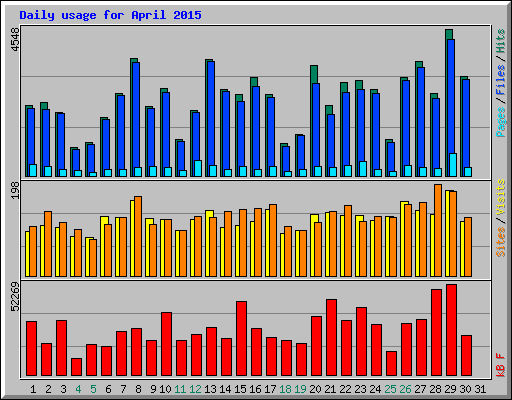 Daily usage for April 2015
4548
Pages/Files/Hits
198
Sites/Visits
52269
kB F
1 2 3 4 5 6 7 8 9 10 11 12 13 14 15 16 17 18 19 20 21 22 23 24 25 26 27 28 29 30 31